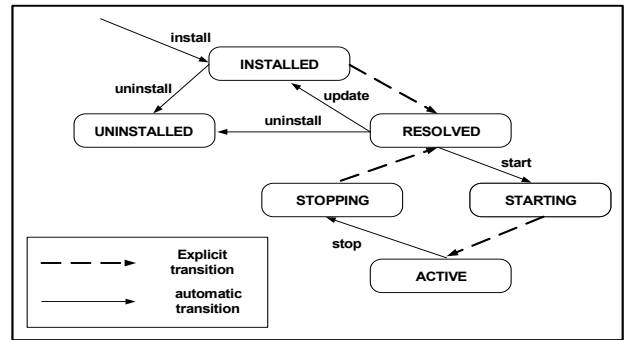 install
INSTALLED
uninstall
update
UNINSTALLED
uninstall
RESOLVED
start
STOPPING
STARTING
stop
ACTIVE
Explicit
transition
automatic
transition